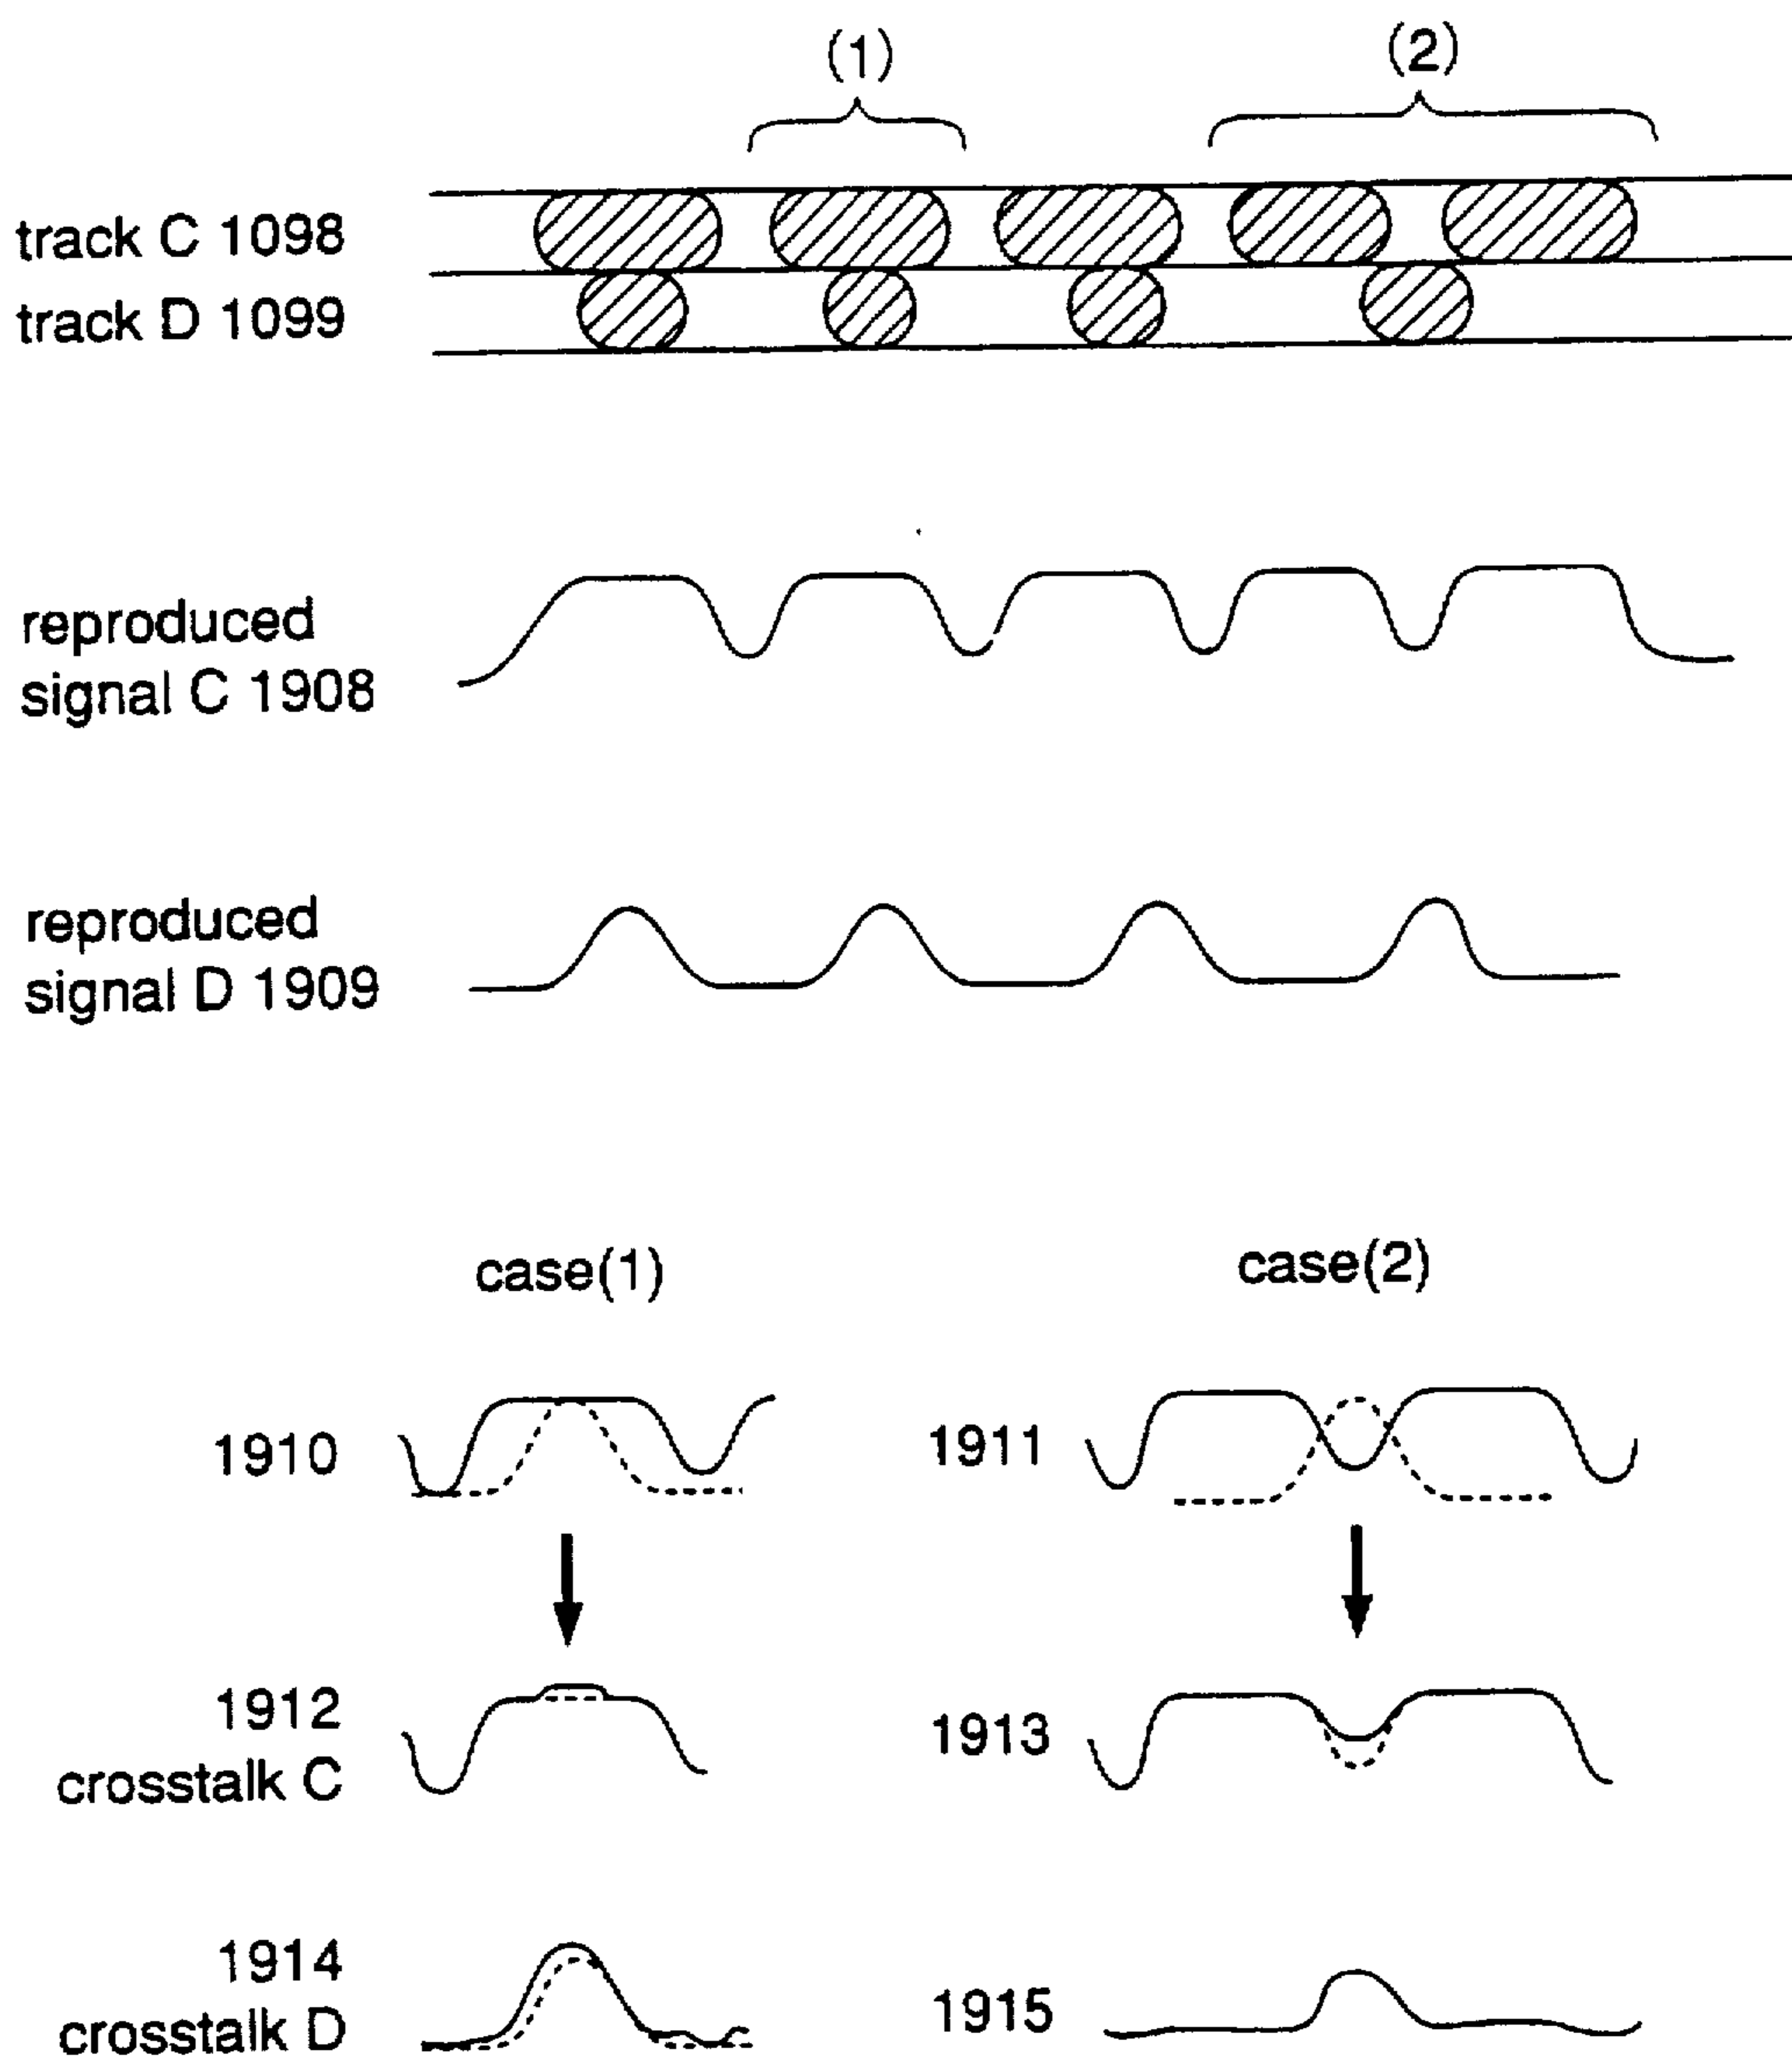 (1)
(2)
track C 1098
track D 1099
reproduced
signal C 1908
reproduced
signal D 1909
case(1)
case(2)
1910
1911
1912
crosstalk C
1913
1914
crosstalk D
1915